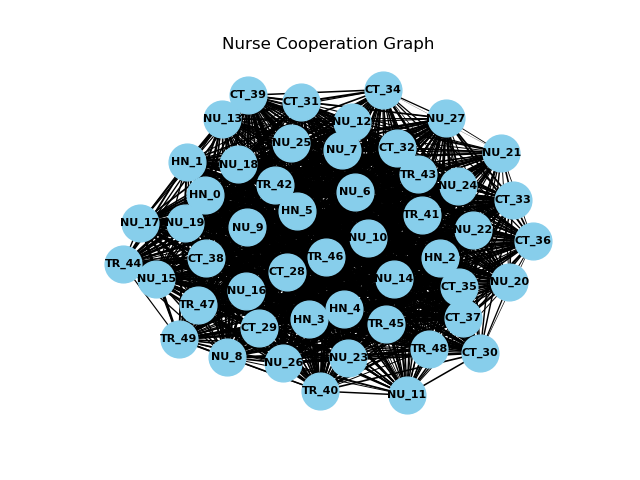 Nurse Cooperation Graph
CT_34
CT_39
CT_31
NU_13
NU_12
NU_27
NU_25
NU_7
CT_32
NU_21
HN_1
NU_18
TR_43
TR_42
NU_24
NU_6
HN_0
CT_33
HN_5
TR_41
NU_17
NU_19
NU_9
NU_22
NU_10
CT_36
TR_46
CT_38
HN_2
TR_44
CT_28
NU_15
NU_14
NU_20
CT_35
NU_16
TR_47
HN_4
HN_3
CT_37
TR_45
CT_29
TR_49
TR_48
CT_30
NU_8
NU_23
NU_26
TR_40
NU_11